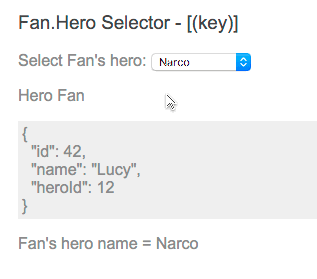 Fan.Hero Selector - [(key)]
Select Fan's hero: Narco
Hero Fan
{
"id": 42,
"name": "Lucy",
"heroId": 12
}
Fan's hero name = Narco